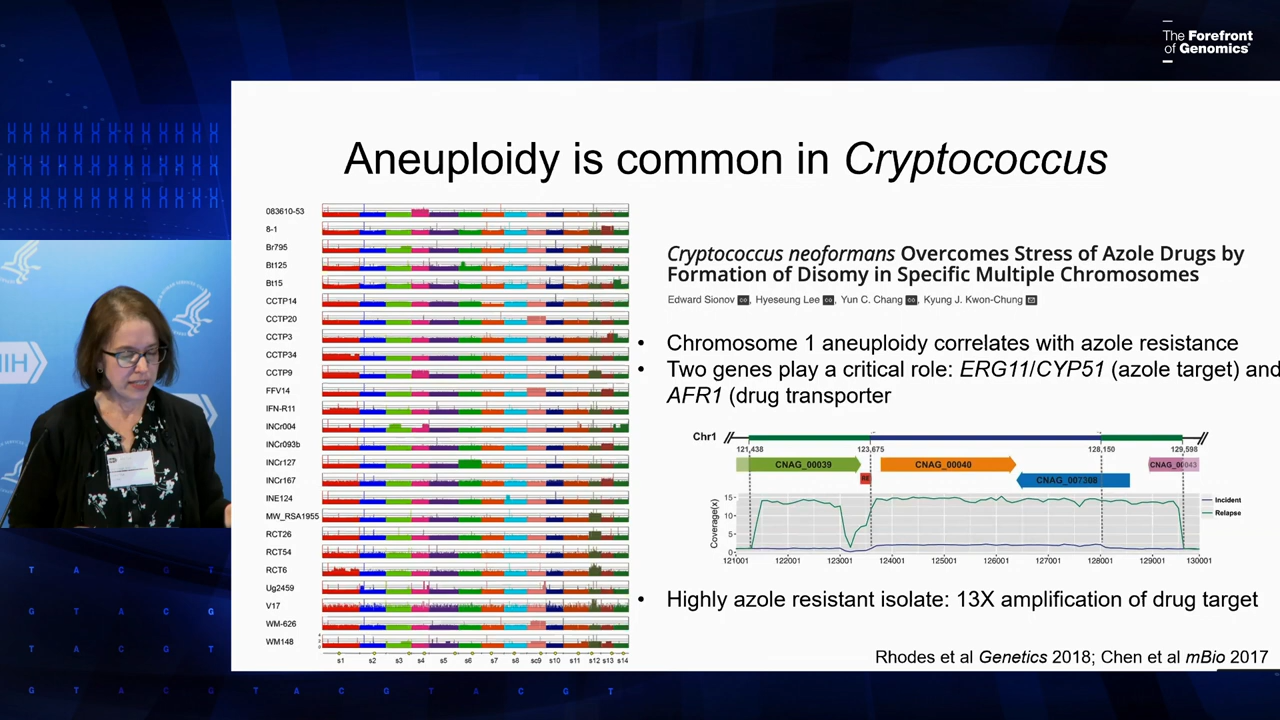 The Forefront
of Genomics®
Aneuploidy is common in Cryptococcus
083610-53
8-1
Br795
Bt125
Bt15
CCTP14
CCTP20
CCTP3
CCTP34
CCTP9
FFV14
IFN-R11
INCr004
INCr093b
INCr127
INCr167
INE124
MW_RSA1955
RCT26
RCT54
RCT6
Ug2459
V17
WM-626
WM148
s1 s2 s3 s4 s5 s6 s7 s8 sc9 s10 s11 s12 s13 s14
Cryptococcus neoformans Overcomes Stress of Azole Drugs by
Formation of Disomy in Specific Multiple Chromosomes
Edward Sionov, Hyeseung Lee, Yun C. Chang, Kyung J. Kwon-Chung
• Chromosome 1 aneuploidy correlates with azole resistance
• Two genes play a critical role: ERG11/CYP51 (azole target) and
AFR1 (drug transporter
Chr1
121,438 123,675 128,150 129,598
CNAG_00039 CNAG_00040 CNAG_00043
RE CNAG_007308
Coverage(x)
15
10
5
0
Incident
Relapse
121001 122001 123001 124001 125001 126001 127001 128001 129001 130001
• Highly azole resistant isolate: 13X amplification of drug target
Rhodes et al Genetics 2018; Chen et al mBio 2017
G T A C G T A C G T